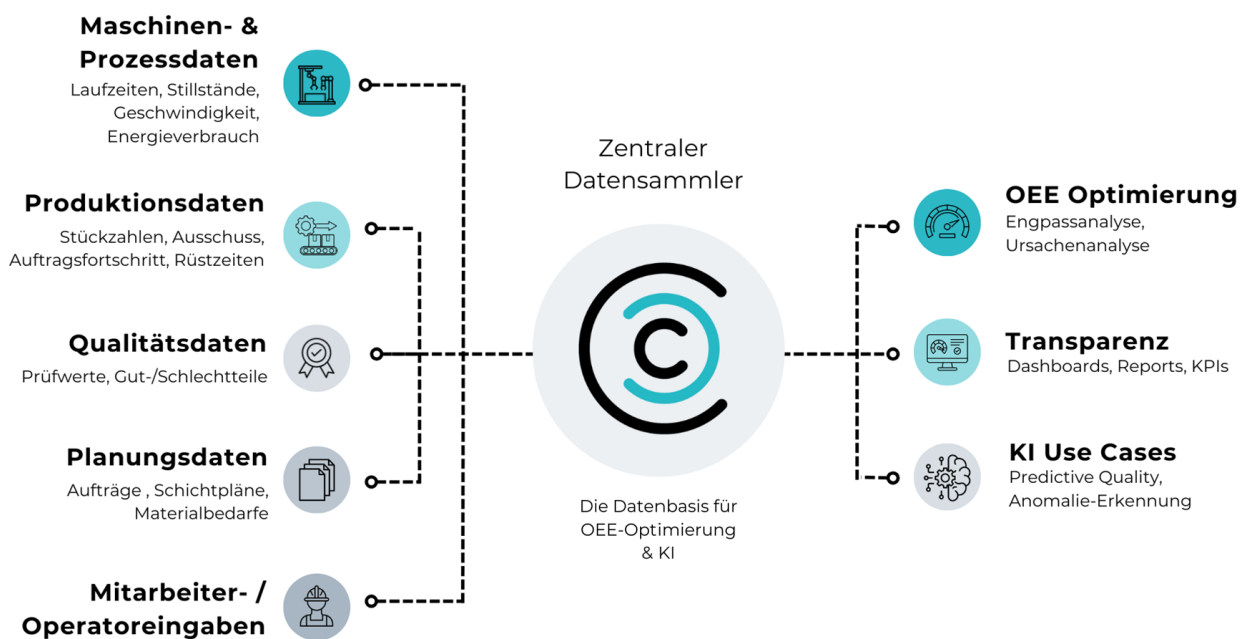 Maschinen- &
Prozessdaten
Laufzeiten, Stillstände,
Geschwindigkeit,
Energieverbrauch
Produktionsdaten
Stückzahlen, Ausschuss,
Auftragsfortschritt, Rüstzeiten
Qualitätsdaten
Prüfwerte, Gut-/Schlechtteile
Planungsdaten
Aufträge , Schichtpläne,
Materialbedarfe
Mitarbeiter- /
Operatoreingaben
Zentraler
Datensammler
Die Datenbasis für
OEE-Optimierung
& KI
OEE Optimierung
Engpassanalyse,
Ursachenanalyse
Transparenz
Dashboards, Reports, KPIs
KI Use Cases
Predictive Quality,
Anomalie-Erkennung